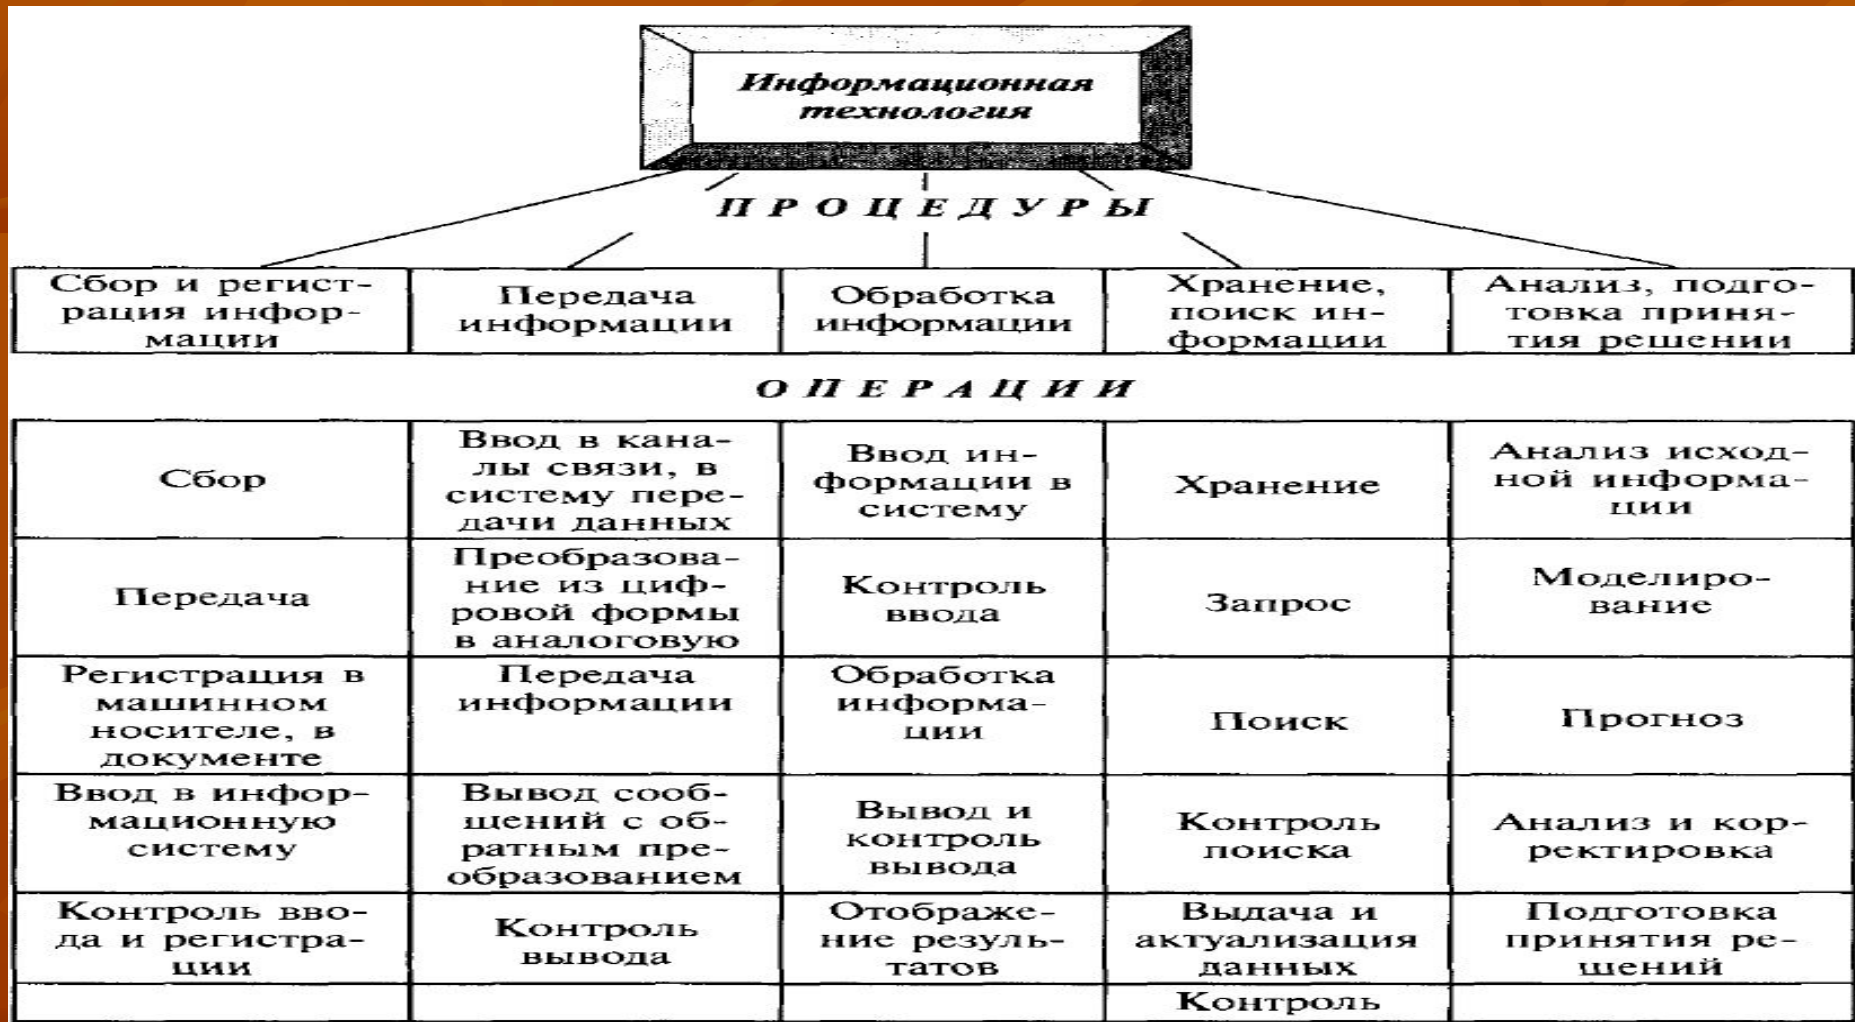 Информационная
технология
ПРОЦЕДУРЫ
Сбор и регист-
рация инфор-
мации
Передача
информации
Обработка
информации
Хранение,
поиск ин-
формации
Анализ, подго-
товка приня-
тия решении
ОПЕРАЦИИ
Сбор
Ввод в кана-
лы связи, в
систему пере-
дачи данных
Ввод ин-
формации в
систему
Хранение
Анализ исход-
ной информа-
ции
Передача
Преобразова-
ние из циф-
ровой формы
в аналоговую
Контроль
ввода
Запрос
Моделиро-
вание
Регистрация в
машинном
носителе, в
документе
Передача
информации
Обработка
информа-
ции
Поиск
Прогноз
Ввод в инфор-
мационную
систему
Вывод сооб-
щений с об-
ратным пре-
образованием
Вывод и
контроль
вывода
Контроль
поиска
Анализ и кор-
ректировка
Контроль вво-
да и регистра-
ции
Контроль
вывода
Отображе-
ние резуль-
татов
Выдача и
актуализация
данных
Подготовка
принятия ре-
шений
Контроль